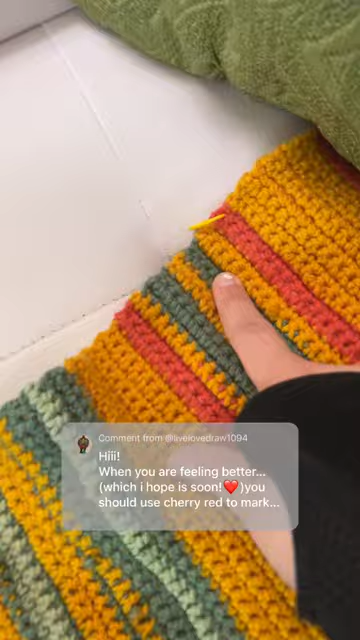 Comment from @livelovedraw1094
Hiii!
When you are feeling better...
(which i hope is soon!❤️)you
should use cherry red to mark...